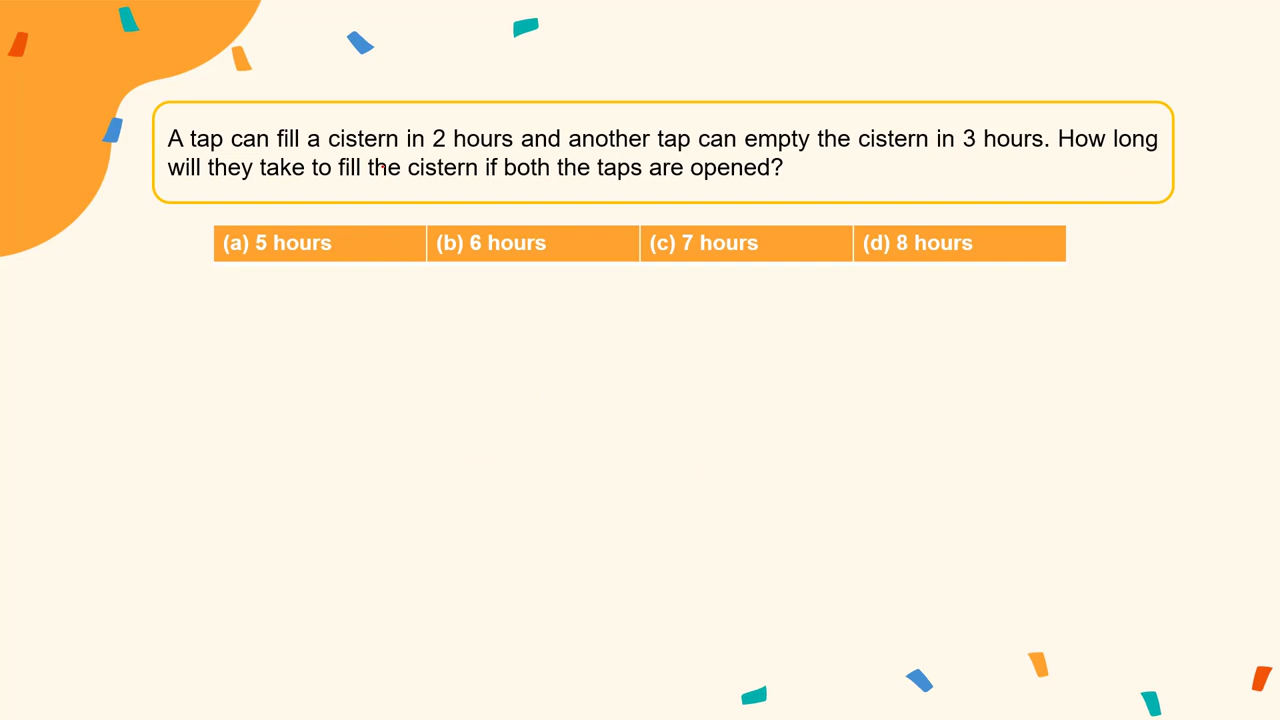 A tap can fill a cistern in 2 hours and another tap can empty the cistern in 3 hours. How long
will they take to fill the cistern if both the taps are opened?
(a) 5 hours (b) 6 hours (c) 7 hours (d) 8 hours